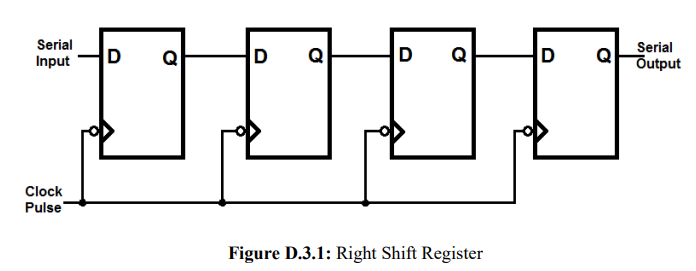 Serial
Input
D Q D Q D Q D Q
Serial
Output
Clock
Pulse
Figure D.3.1: Right Shift Register